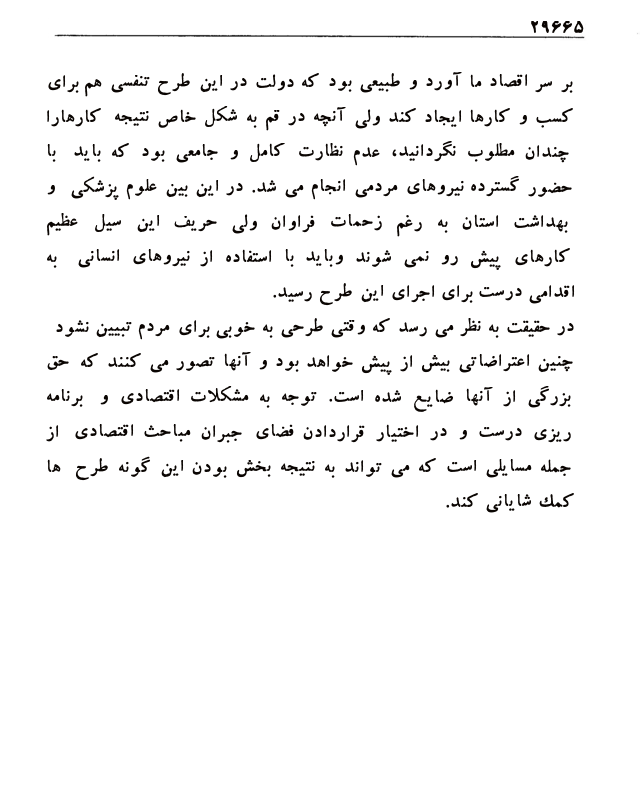 ۲۹۶۶۵
بر سر اقصاد ما آورد و طبیعی بود که دولت در این طرح تنفسی هم برای
کسب و کارها ایجاد کند ولی آنچه در قم به شکل خاص نتیجه کارهارا
چندان مطلوب نگردانید، عدم نظارت کامل و جامعی بود که باید با
حضور گسترده نیروهای مردمی انجام می شد. در این بین علوم پزشکی و
بهداشت استان به رغم زحمات فراوان ولی حریف این سیل عظیم
کارهای پیش رو نمی شوند وباید با استفاده از نیروهای انسانی به
اقدامی درست برای اجرای این طرح رسید.
در حقیقت به نظر می رسد که وقتی طرحی به خوبی برای مردم تبیین نشود
چنین اعتراضاتی بیش از پیش خواهد بود و آنها تصور می کنند که حق
بزرگی از آنها ضایع شده است. توجه به مشکلات اقتصادی و برنامه
ریزی درست و در اختیار قراردادن فضای جبران مباحث اقتصادی از
جمله مسایلی است که می تواند به نتیجه بخش بودن این گونه طرح ها
کمك شایانی کند.